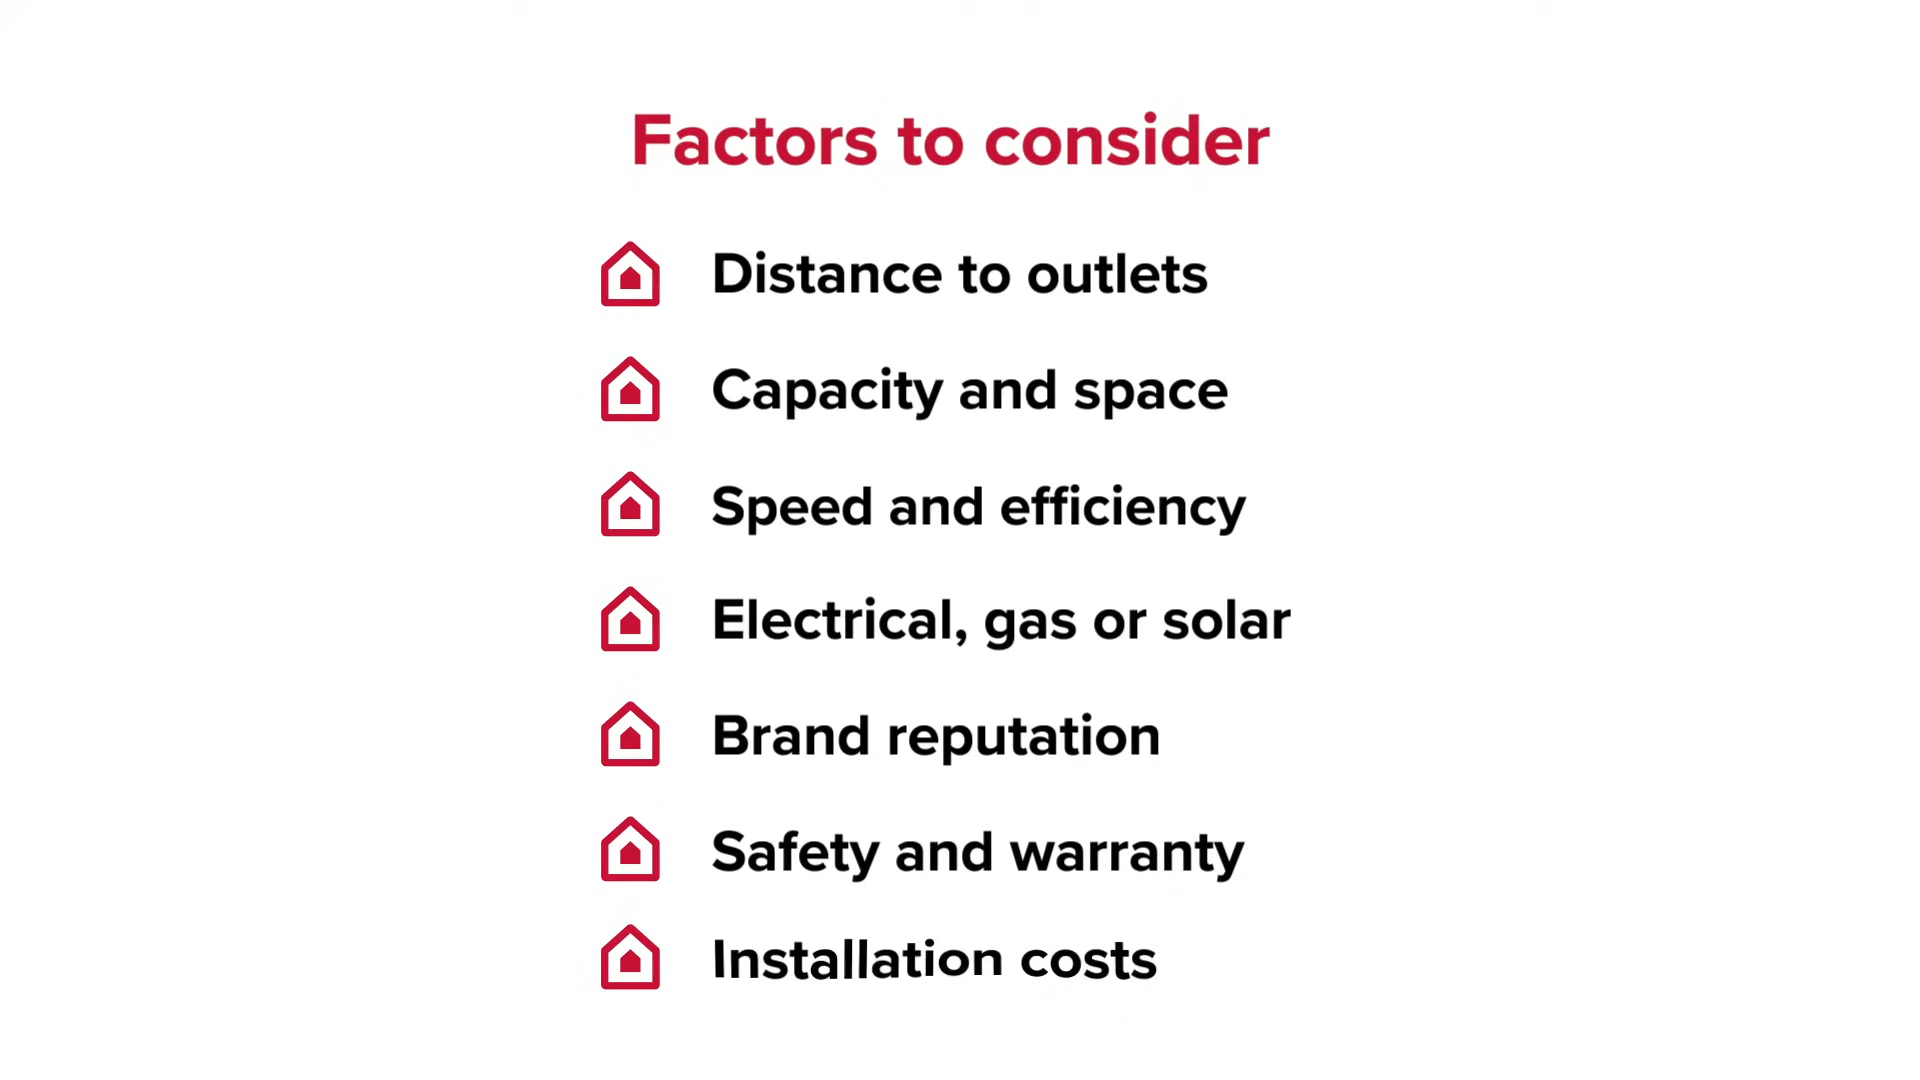 Factors to consider
Distance to outlets
Capacity and space
Speed and efficiency
Electrical, gas or solar
Brand reputation
Safety and warranty
Installation costs